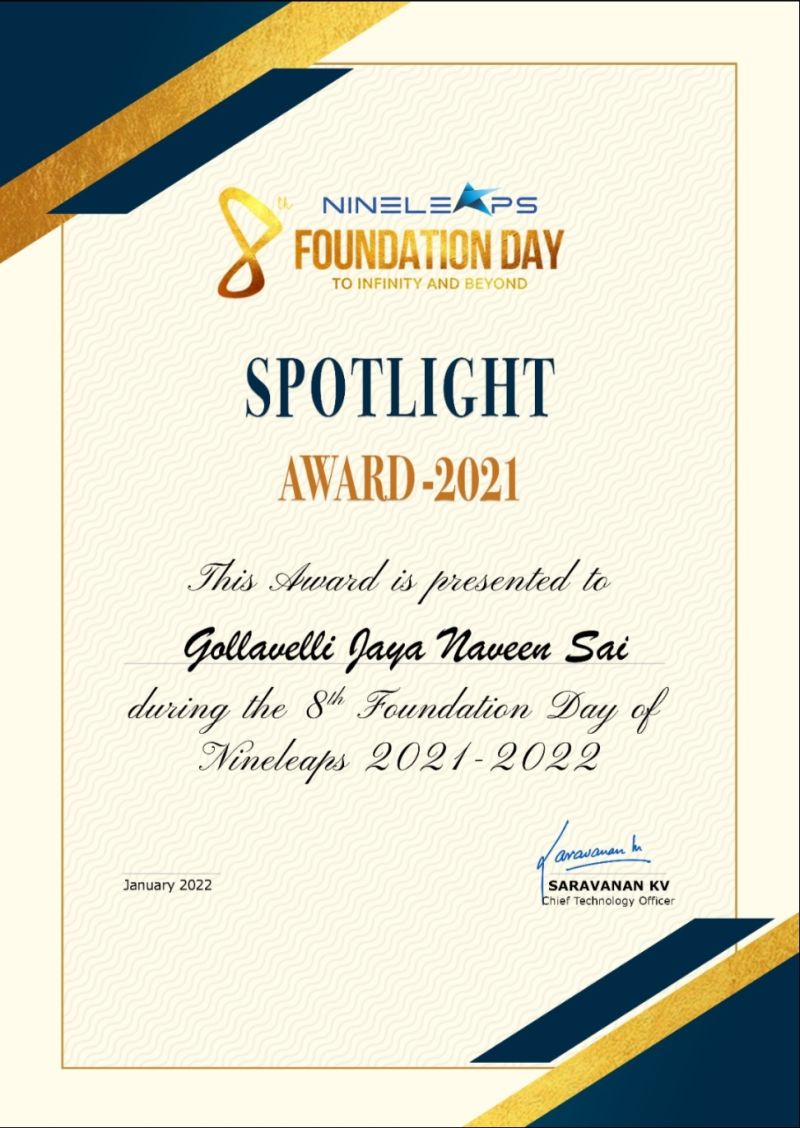 8th NINELEAPS
FOUNDATION DAY
TO INFINITY AND BEYOND
SPOTLIGHT
AWARD -2021
This Award is presented to
Gollavelli Jaya Naveen Sai
during the 8th Foundation Day of
Nineleaps 2021-2022
Saravanan kv
January 2022
SARAVANAN KV
Chief Technology Officer